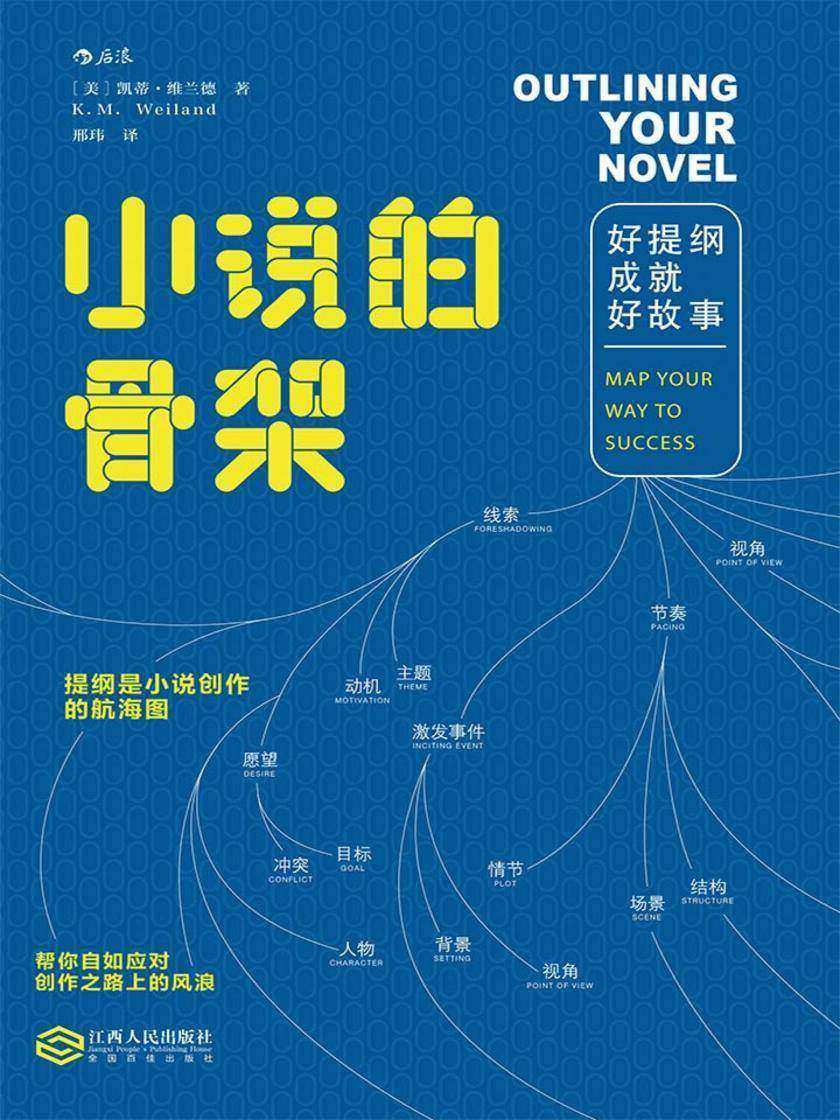 后浪
[美]凯蒂·维兰德 著
K.M. Weiland
邢玮 译
OUTLINING
YOUR
NOVEL
小说的
骨架
好提纲
成就
好故事
MAP YOUR
WAY TO
SUCCESS
线索
FORESHADOWING
视角
POINT OF VIEW
节奏
PACING
主题
THEME
动机
MOTIVATION
提纲是小说创作
的航海图
激发事件
INCITING EVENT
愿望
DESIRE
目标
GOAL
冲突
CONFLICT
情节
PLOT
结构
STRUCTURE
场景
SCENE
人物
CHARACTER
背景
SETTING
视角
POINT OF VIEW
帮你自如应对
创作之路上的风浪
江西人民出版社
Jiangxi People's Publishing House
全国百佳出版社